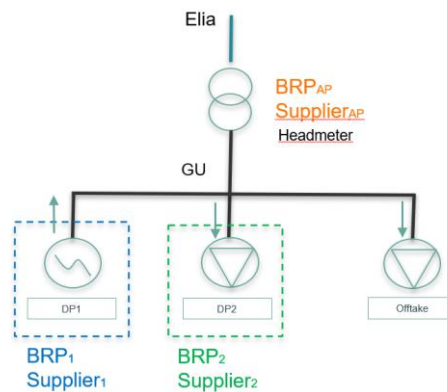 Elia
BRPAP
SupplierAP
Headmeter
GU
DP1
DP2
Offtake
BRP1
Supplier1
BRP2
Supplier2